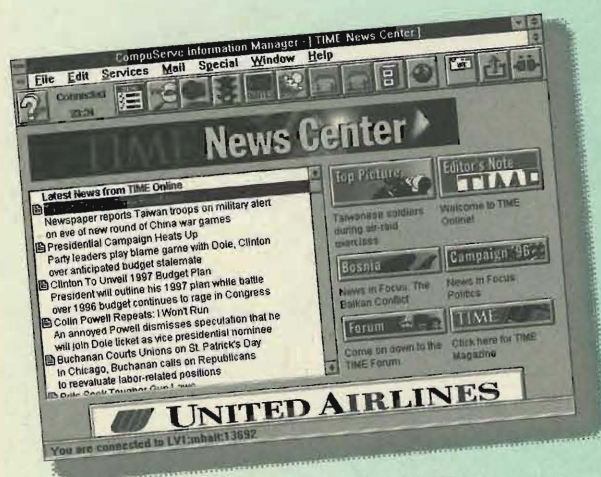 CompuServe Information Manager - [ TIME News Center ]
File Edit Services Mail Special Window Help
Connected
23:24
TIME News Center
Latest News from TIME Online
Newspaper reports Taiwan troops on military alert
on eve of new round of China war games
Presidential Campaign Heats Up
Party leaders play blame game with Dole, Clinton
over anticipated budget stalemate
Clinton To Unveil 1997 Budget Plan
President will outline his 1997 plan while battle
over 1996 budget continues to rage in Congress
Colin Powell Repeats: I Won't Run
An annoyed Powell dismisses speculation that he
will join Dole ticket as vice presidential nominee
Buchanan Courts Unions on St. Patrick's Day
In Chicago, Buchanan calls on Republicans
to reevaluate labor-related positions
Brits Seek Tougher Gun Laws
Top Picture
Taiwanese soldiers
during air-raid
exercises
Editor's Note
TIME
Welcome to TIME
Online!
Bosnia
News in Focus: The
Balkan Conflict
Campaign '96
News in Focus:
Politics
Forum
Come on down to the
TIME Forum
TIME
Click here for TIME
Magazine
UNITED AIRLINES
You are connected to LV1:mhalt:13692